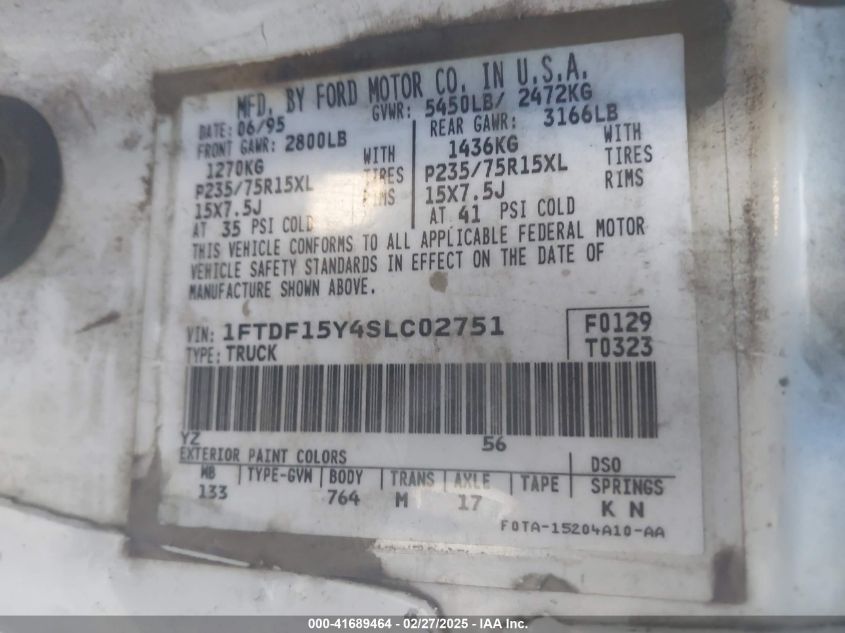 MFD. BY FORD MOTOR CO. IN U.S.A.
DATE: 06/95 GVWR: 5450LB/ 2472KG
FRONT GAWR: 2800LB REAR GAWR: 3166LB
1270KG WITH 1436KG WITH
P235/75R15XL TIRES P235/75R15XL TIRES
15X7.5J RIMS 15X7.5J RIMS
AT 35 PSI COLD AT 41 PSI COLD
THIS VEHICLE CONFORMS TO ALL APPLICABLE FEDERAL MOTOR
VEHICLE SAFETY STANDARDS IN EFFECT ON THE DATE OF
MANUFACTURE SHOWN ABOVE.
VIN: 1FTDF15Y4SLC02751 F0129
TYPE: TRUCK T0323
YZ 56
EXTERIOR PAINT COLORS DSO
WB TYPE-GVW BODY TRANS AXLE TAPE SPRINGS
133 764 M 17 K N
F0TA-15204A10-AA
000-41689464 - 02/27/2025 - IAA Inc.